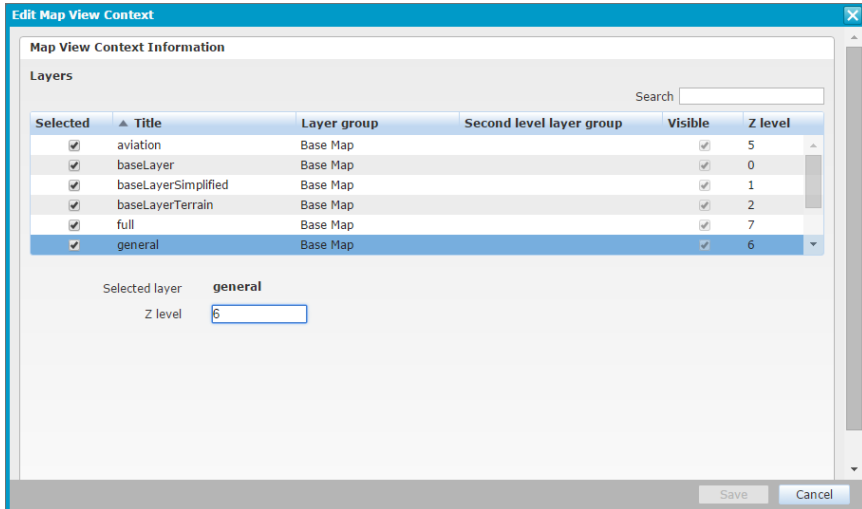 Edit Map View Context
Map View Context Information
Layers
Search
Selected Title Layer group Second level layer group Visible Z level
aviation Base Map 5
baseLayer Base Map 0
baseLayerSimplified Base Map 1
baseLayerTerrain Base Map 2
full Base Map 7
general Base Map 6
Selected layer general
Z level 6
Save Cancel